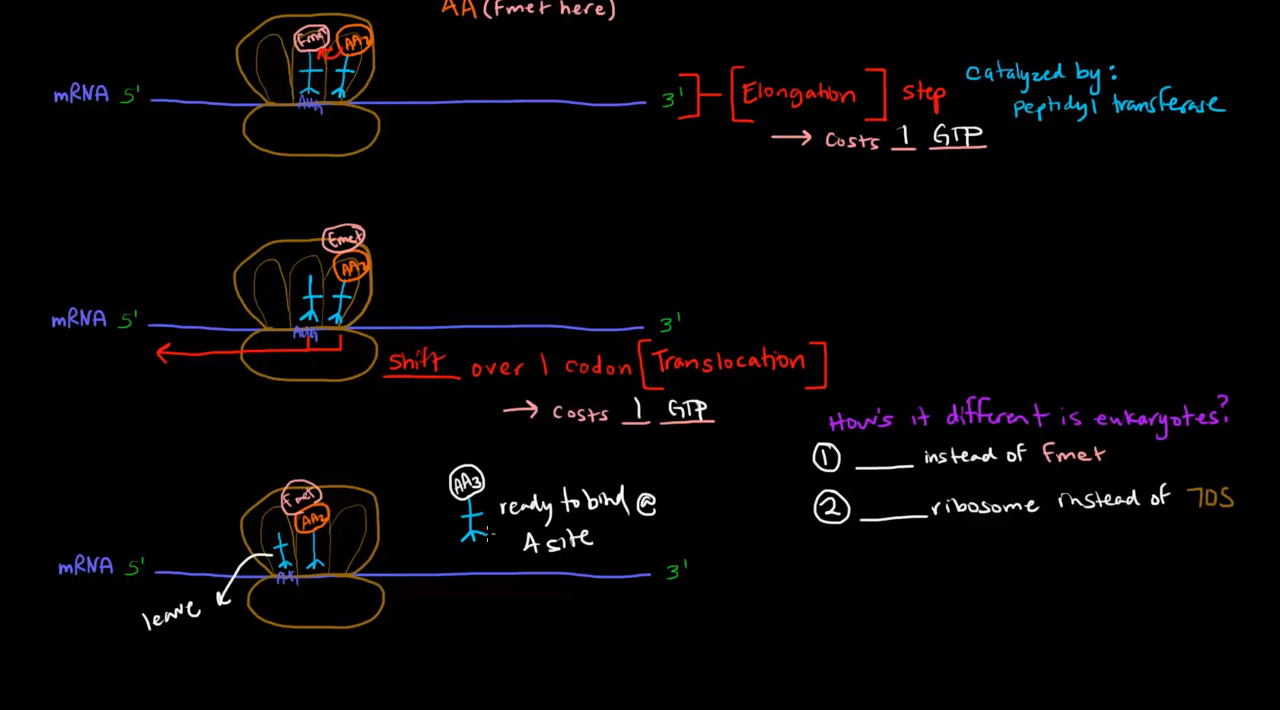 AA (fmet here)
Fmet AA2
mRNA 5' 3' [Elongation] step
AUG
catalyzed by:
peptidyl transferase
→ costs 1 GTP
Fmet
AA2
mRNA 5' 3'
AUG
shift over 1 codon [Translocation]
→ costs 1 GTP
How's it different is eukaryotes?
① ____ instead of fmet
② ____ ribosome instead of 70S
AA3 ready to bind @
A site
Fmet
AA2
mRNA 5' 3'
AUG
leave